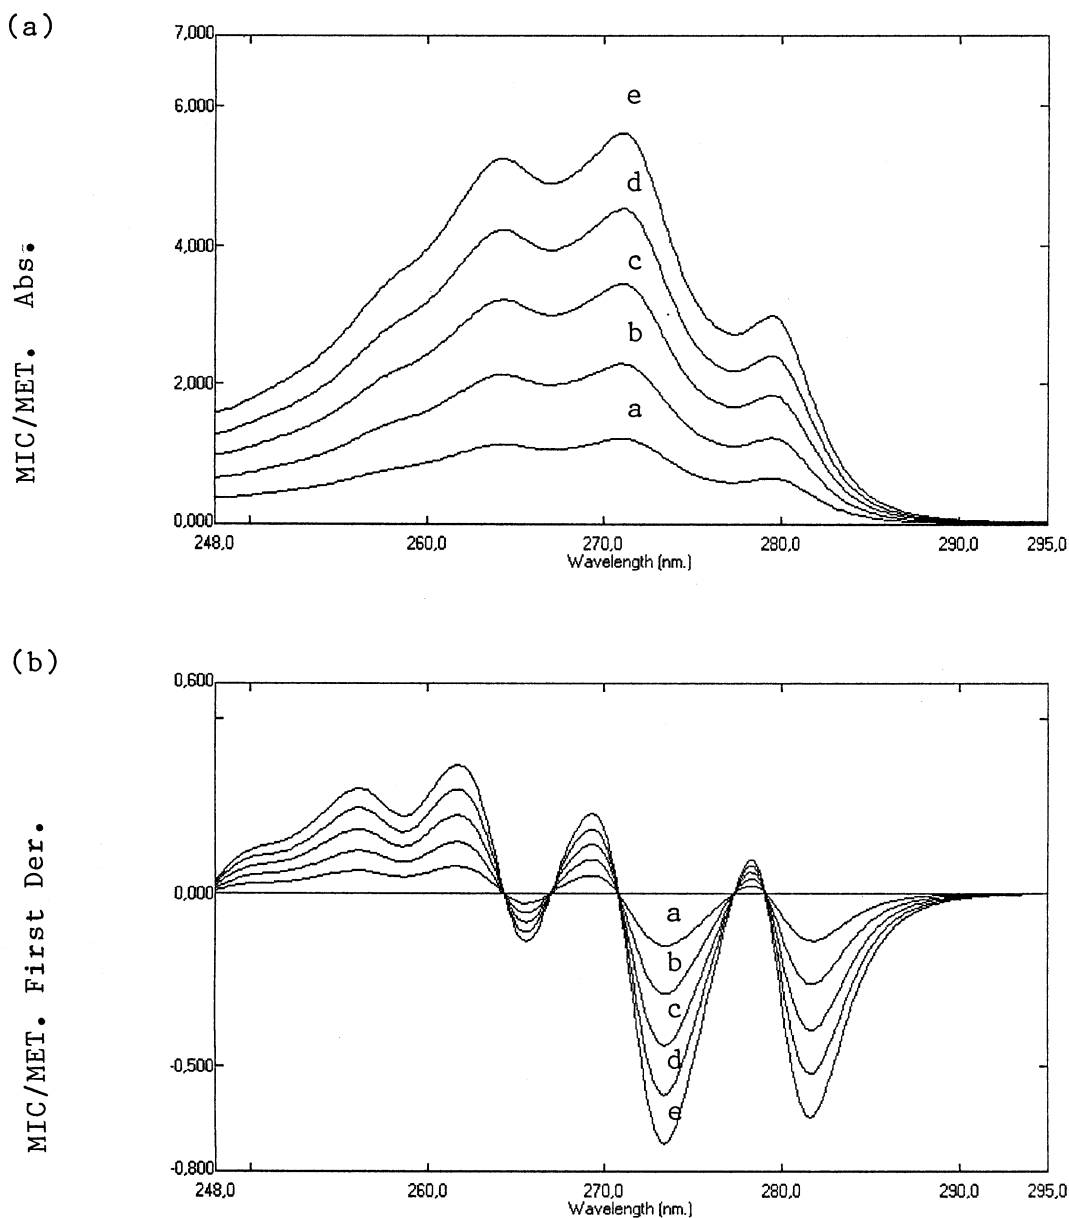 (a)
7,000
6,000
4,000
2,000
0,000
MIC/MET. Abs.
e
d
c
b
a
248,0 260,0 270,0 280,0 290,0 295,0
Wavelength (nm.)
(b)
0,600
0,000
-0,500
-0,800
MIC/MET. First Der.
a
b
c
d
e
248,0 260,0 270,0 280,0 290,0 295,0
Wavelength (nm.)